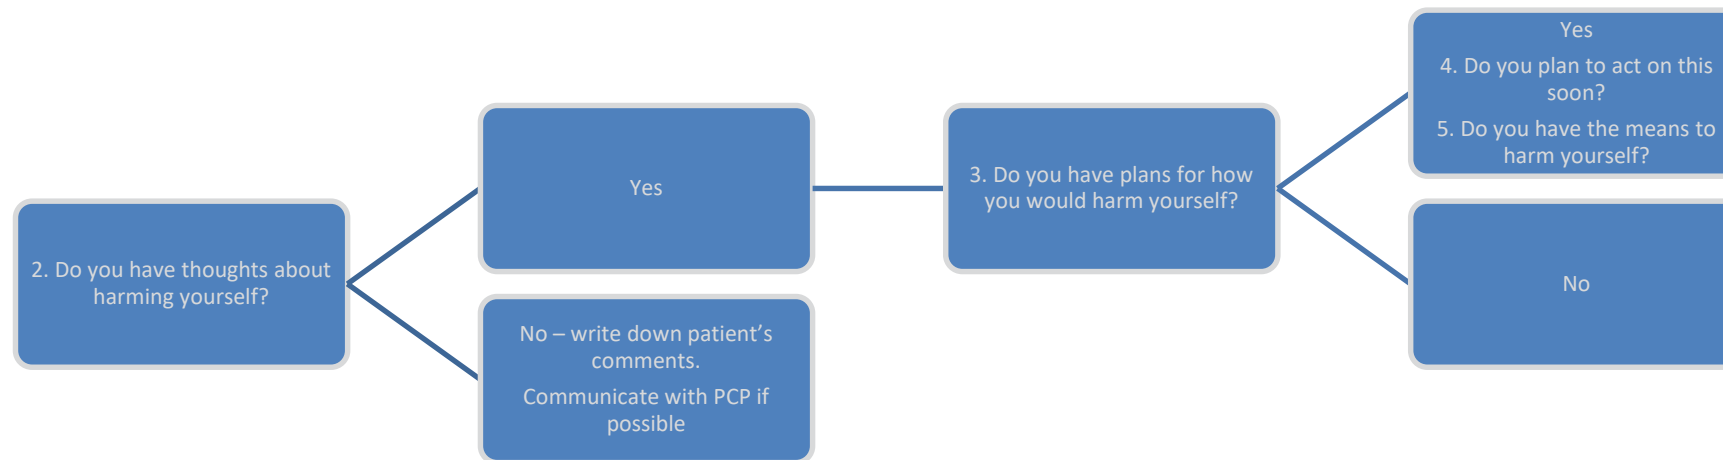 2. Do you have thoughts about
harming yourself?
Yes
No – write down patient's
comments.
Communicate with PCP if
possible
3. Do you have plans for how
you would harm yourself?
Yes
4. Do you plan to act on this
soon?
5. Do you have the means to
harm yourself?
No